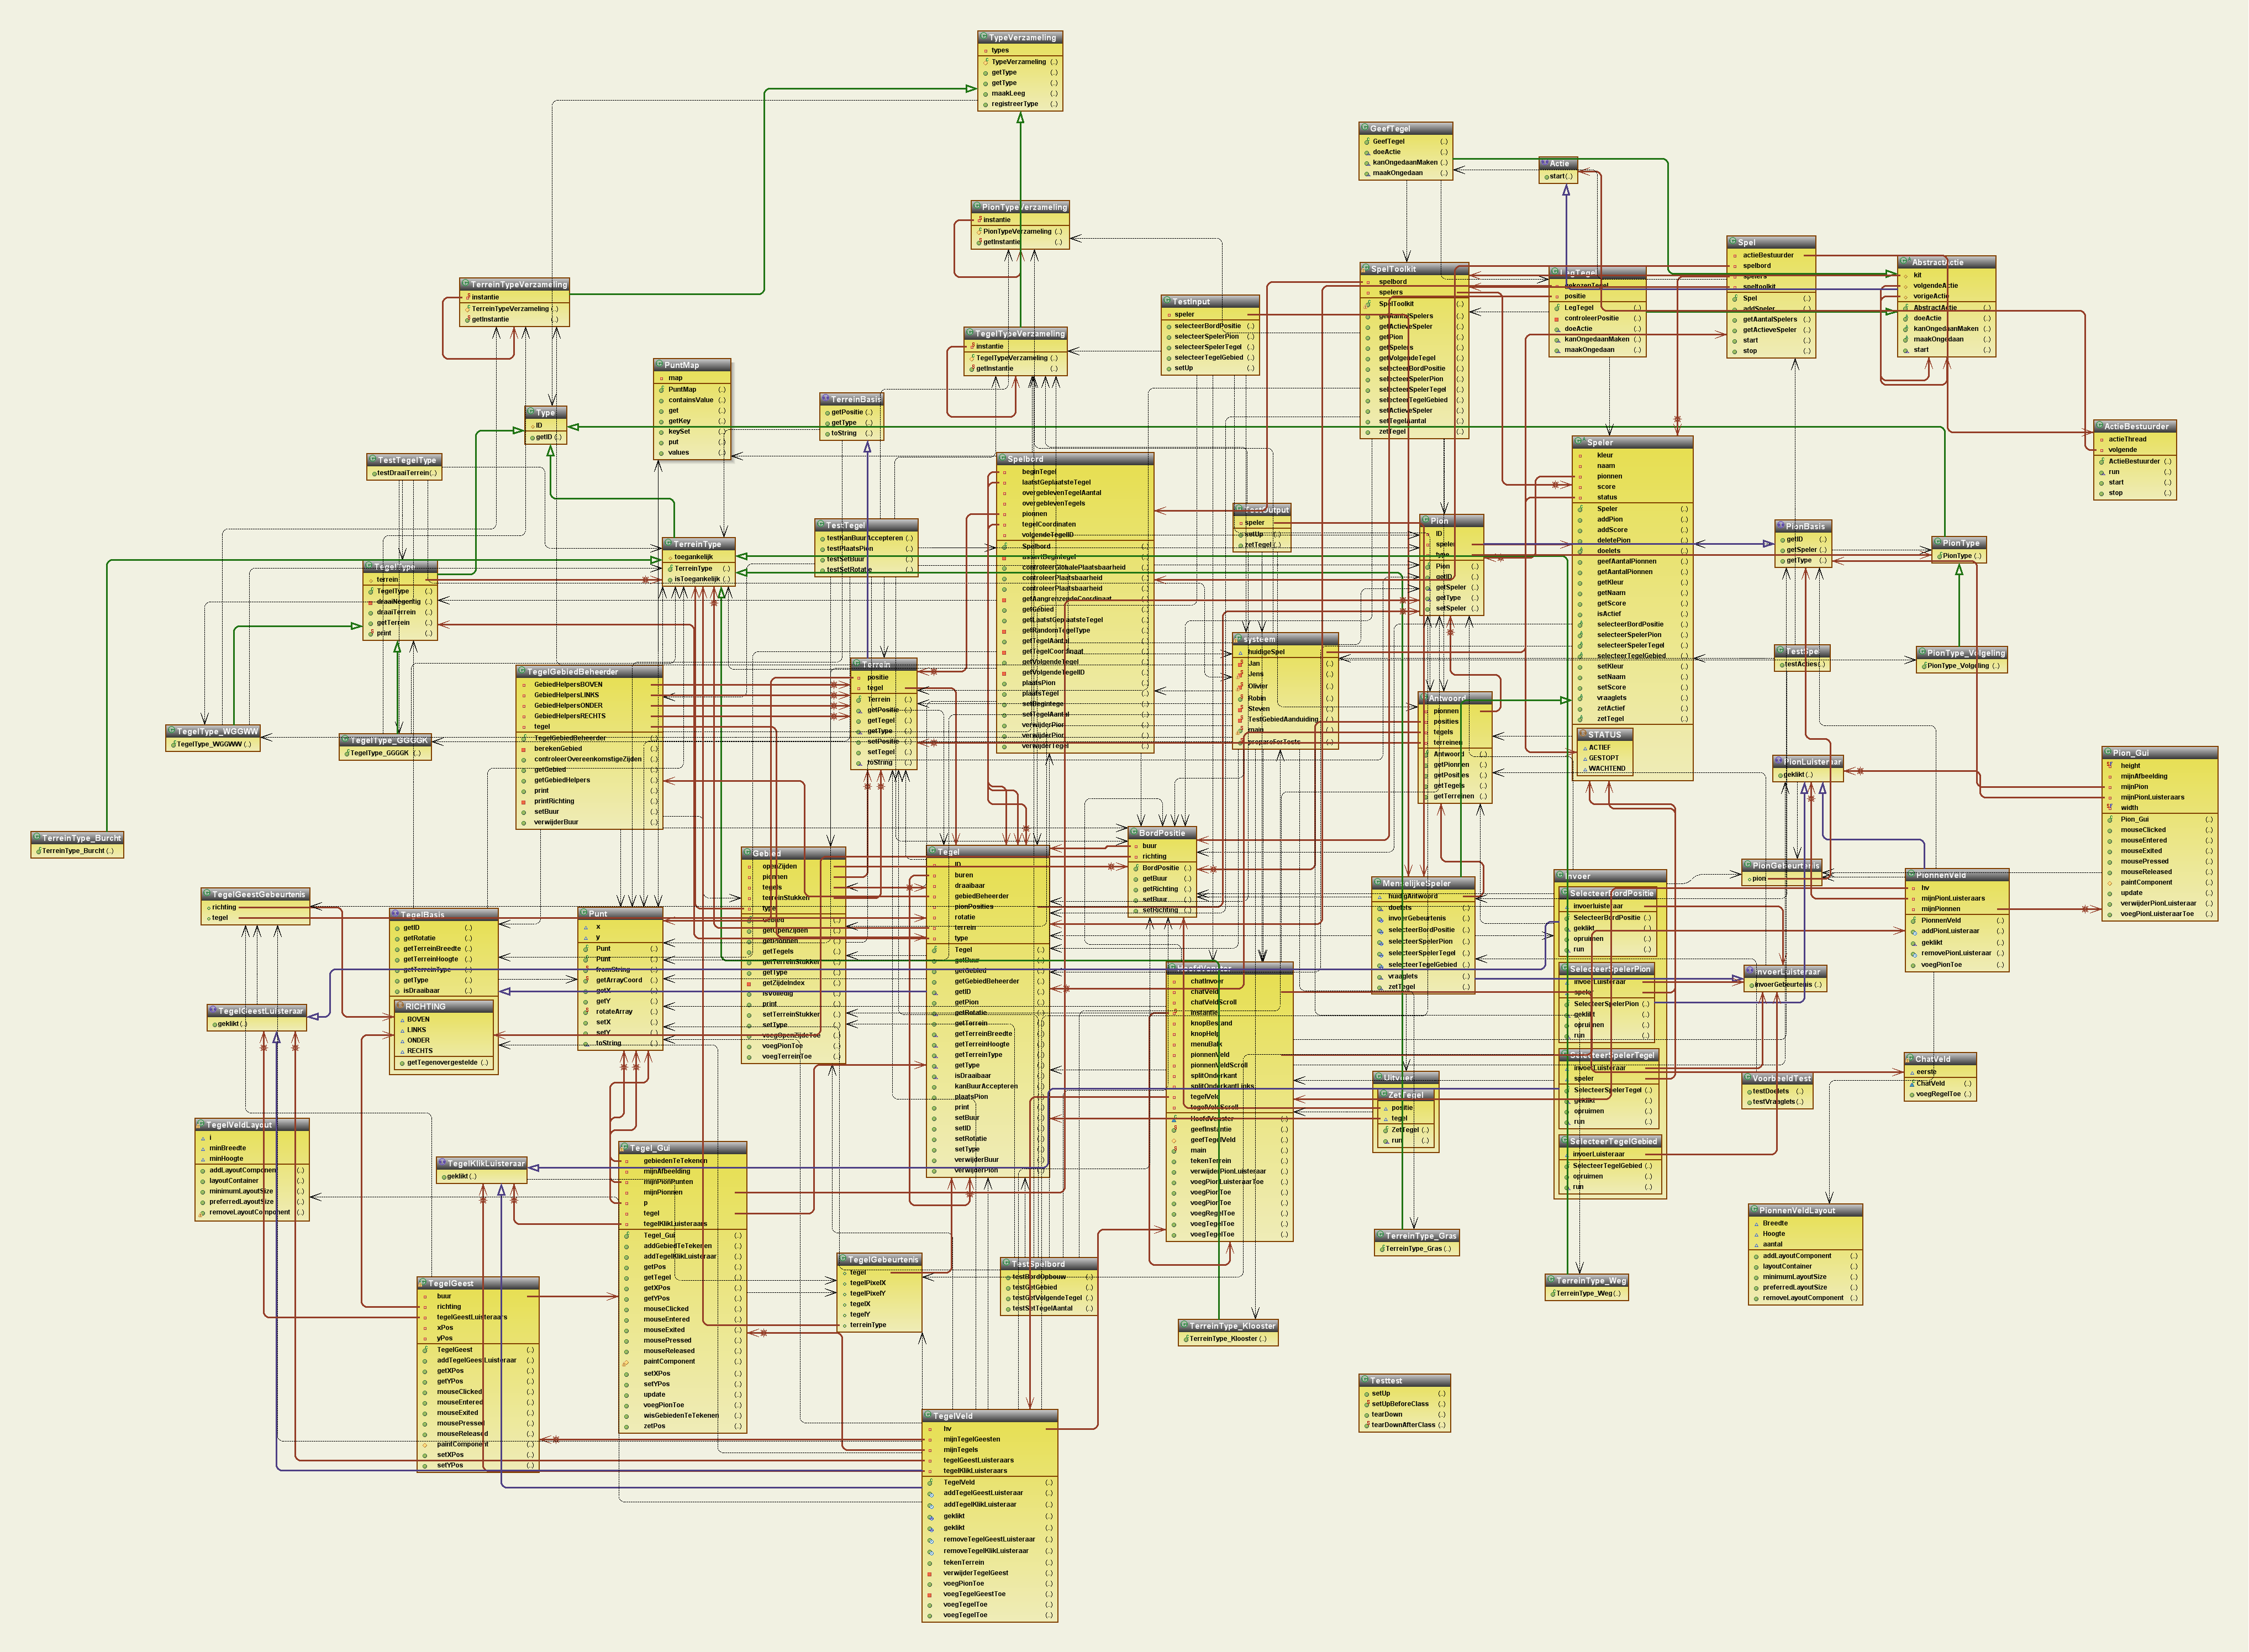 TypeVerzameling
types
TypeVerzameling (..)
getType (..)
getType (..)
maakLeeg (..)
registreerType (..)
GeefTegel
GeefTegel (..)
doeActie (..)
kanOngedaanMaken (..)
maakOngedaan (..)
Actie
start (..)
instantie
PionTypeVerzameling (..)
getInstantie (..)
Spel
actieBestuurder
spelbord
spelers
speltoolkit
Spel (..)
addSpeler (..)
getAantalSpelers (..)
getActieveSpeler (..)
start (..)
stop (..)
AbstractActie
kit
volgendeActie
vorigeActie
AbstractActie (..)
doeActie (..)
kanOngedaanMaken (..)
maakOngedaan (..)
start (..)
SpelToolkit
spelbord
spelers
SpelToolkit (..)
getAantalSpelers (..)
getActieveSpeler (..)
getPion (..)
getSpelers (..)
getVolgendeTegel (..)
selecteerBordPositie (..)
selecteerSpelerPion (..)
selecteerSpelerTegel (..)
selecteerTegelGebied (..)
setActieveSpeler (..)
setTegelaantal (..)
zetTegel (..)
LegTegel
positie
LegTegel (..)
controleerPositie (..)
doeActie (..)
kanOngedaanMaken (..)
maakOngedaan (..)
TerreinTypeVerzameling
instantie
TerreinTypeVerzameling (..)
getInstantie (..)
TestInput
speler
selecteerBordPositie (..)
selecteerSpelerPion (..)
selecteerSpelerTegel (..)
selecteerTegelGebied (..)
setUp (..)
TegelTypeVerzameling
instantie
TegelTypeVerzameling (..)
getInstantie (..)
PuntMap
map
PuntMap (..)
containsValue (..)
get (..)
getKey (..)
keySet (..)
put (..)
values (..)
TerreinBasis
getPositie (..)
getType (..)
toString (..)
Type
ID
getID (..)
ActieBestuurder
actieThread
volgende
ActieBestuurder (..)
run (..)
start (..)
stop (..)
Speler
kleur
naam
pionnen
score
status
Speler (..)
addPion (..)
addScore (..)
deletePion (..)
doeIets (..)
geefAantalPionnen (..)
getAantalPionnen (..)
getKleur (..)
getNaam (..)
getScore (..)
isActief (..)
selecteerBordPositie (..)
selecteerSpelerPion (..)
selecteerSpelerTegel (..)
selecteerTegelGebied (..)
setKleur (..)
setNaam (..)
setScore (..)
vraagIets (..)
zetActief (..)
zetTegel (..)
STATUS
ACTIEF
GESTOPT
WACHTEND
TestTegelType
testDraaiTerrein (..)
Spelbord
beginTegel
laatstGeplaatsteTegel
overgeblevenTegelAantal
overgeblevenTegels
pionnen
tegelCoordinaten
volgendeTegelID
Spelbord (..)
controleerGlobalePlaatsbaarheid (..)
controleerPlaatsbaarheid (..)
controleerPlaatsbaarheid (..)
getAangrenzendeCoordinaat (..)
getGebied (..)
getLaatstGeplaatsteTegel (..)
getRandomTegelType (..)
getTegelAantal (..)
getTegelCoordinaat (..)
getVolgendeTegel (..)
getVolgendeTegelID (..)
plaatsPion (..)
plaatsTegel (..)
setBegintegel (..)
setTegelAantal (..)
verwijderPion (..)
verwijderPion (..)
verwijderTegel (..)
TestOutput
speler
setUp (..)
zetTegel (..)
Pion
ID
speler
type
Pion (..)
getID (..)
getSpeler (..)
getType (..)
setSpeler (..)
TestTegel
testKanBuurAccepteren (..)
testPlaatsPion (..)
testSetBuur (..)
testSetRotatie (..)
PionBasis
getID (..)
getSpeler (..)
getType (..)
PionType
PionType (..)
TerreinType
toegankelijk
TerreinType (..)
isToegankelijk (..)
TegelType
terrein
TegelType (..)
draaiNegentig (..)
draaiTerrein (..)
getTerrein (..)
print (..)
systeem
huidigeSpel
Jan (..)
Jens (..)
Olivier (..)
Robin (..)
Steven (..)
TestGebiedAanduiding (..)
main (..)
prepareForTests (..)
TestSpel
testActies (..)
PionType_Volgeling
PionType_Volgeling (..)
Terrein
positie
tegel
Terrein (..)
getPositie (..)
getTegel (..)
getType (..)
setPositie (..)
setTegel (..)
toString (..)
TegelGebiedBeheerder
GebiedHelpersBOVEN
GebiedHelpersLINKS
GebiedHelpersONDER
GebiedHelpersRECHTS
tegel
TegelGebiedBeheerder (..)
berekenGebied (..)
controleerOvereenkomstigeZijden (..)
getGebied (..)
getGebiedHelpers (..)
print (..)
printRichting (..)
setBuur (..)
verwijderBuur (..)
Antwoord
pionnen
posities
tegels
terreinen
Antwoord (..)
getPionnen (..)
getPosities (..)
getTegels (..)
getTerreinen (..)
TegelType_WGGWW
TegelType_WGGWW (..)
TegelType_GGGGK
TegelType_GGGGK (..)
PionLuisteraar
geklikt (..)
Pion_Gui
height
mijnAfbeelding
mijnPion
mijnPionLuisteraars
width
Pion_Gui (..)
mouseClicked (..)
mouseEntered (..)
mouseExited (..)
mousePressed (..)
mouseReleased (..)
paintComponent (..)
update (..)
verwijderPionLuisteraar (..)
voegPionLuisteraarToe (..)
TerreinType_Burcht
TerreinType_Burcht (..)
BordPositie
buur
richting
BordPositie (..)
getBuur (..)
getRichting (..)
setBuur (..)
setRichting (..)
Gebied
openZijden
pionnen
tegels
terreinStukken
type
Gebied (..)
getOpenZijden (..)
getPionnen (..)
getTegels (..)
getTerreinStukken (..)
getType (..)
getZijdeIndex (..)
isVolledig (..)
print (..)
setTerreinStukken (..)
setType (..)
voegOpenZijdeToe (..)
voegPionToe (..)
voegTerreinToe (..)
Tegel
ID
buren
draaibaar
gebiedBeheerder
pionPosities
rotatie
terrein
type
Tegel (..)
getBuur (..)
getGebied (..)
getGebiedBeheerder (..)
getID (..)
getPion (..)
getRotatie (..)
getTerrein (..)
getTerreinBreedte (..)
getTerreinHoogte (..)
getTerreinType (..)
getType (..)
isDraaibaar (..)
kanBuurAccepteren (..)
plaatsPion (..)
print (..)
setBuur (..)
setID (..)
setRotatie (..)
setType (..)
verwijderBuur (..)
verwijderPion (..)
PionGebeurtenis
pion
PionnenVeld
hv
mijnPionLuisteraars
mijnPionnen
PionnenVeld (..)
addPionLuisteraar (..)
geklikt (..)
removePionLuisteraar (..)
voegPionToe (..)
MenselijkeSpeler
huidigAntwoord
doeIets (..)
invoerGebeurtenis (..)
selecteerBordPositie (..)
selecteerSpelerPion (..)
selecteerSpelerTegel (..)
selecteerTegelGebied (..)
vraagIets (..)
zetTegel (..)
Invoer
SelecteerBordPositie
invoerluisteraar
SelecteerBordPositie (..)
geklikt (..)
opruimen (..)
run (..)
SelecteerSpelerPion
invoerLuisteraar
speler
SelecteerSpelerPion (..)
geklikt (..)
opruimen (..)
run (..)
SelecteerSpelerTegel
invoerLuisteraar
speler
SelecteerSpelerTegel (..)
geklikt (..)
opruimen (..)
run (..)
SelecteerTegelGebied
invoerLuisteraar
SelecteerTegelGebied (..)
opruimen (..)
run (..)
TegelGeestGebeurtenis
richting
tegel
TegelBasis
getID (..)
getRotatie (..)
getTerreinBreedte (..)
getTerreinHoogte (..)
getTerreinType (..)
getType (..)
isDraaibaar (..)
RICHTING
BOVEN
LINKS
ONDER
RECHTS
getTegenovergestelde (..)
Punt
x
y
Punt (..)
Punt (..)
fromString (..)
getArrayCoord (..)
getX (..)
getY (..)
rotateArray (..)
setX (..)
setY (..)
toString (..)
HoofdVenster
chatInvoer
chatVeld
chatVeldScroll
instantie
knopBestand
knopHelp
menuBalk
pionnenVeld
pionnenVeldScroll
splitOnderkant
splitOnderkantLinks
tegelVeld
tegelVeldScroll
HoofdVenster (..)
geefInstantie (..)
geefTegelVeld (..)
main (..)
tekenTerrein (..)
verwijderPionLuisteraar (..)
voegPionLuisteraarToe (..)
voegPionToe (..)
voegPionToe (..)
voegRegelToe (..)
voegTegelToe (..)
voegTegelToe (..)
InvoerLuisteraar
invoerGebeurtenis (..)
TegelGeestLuisteraar
geklikt (..)
ChatVeld
eerste
ChatVeld (..)
voegRegelToe (..)
Uitvoer
ZetTegel
positie
tegel
ZetTegel (..)
run (..)
VoorbeeldTest
testDoeIets (..)
testVraagIets (..)
TegelVeldLayout
i
minBreedte
minHoogte
addLayoutComponent (..)
layoutContainer (..)
minimumLayoutSize (..)
preferredLayoutSize (..)
removeLayoutComponent (..)
TegelKlikLuisteraar
geklikt (..)
Tegel_Gui
gebiedenTeTekenen
mijnAfbeelding
mijnPionPunten
mijnPionnen
p
tegel
tegelKlikLuisteraars
Tegel_Gui (..)
addGebiedTeTekenen (..)
addTegelKlikLuisteraar (..)
getPos (..)
getTegel (..)
getXPos (..)
getYPos (..)
mouseClicked (..)
mouseEntered (..)
mouseExited (..)
mousePressed (..)
mouseReleased (..)
paintComponent (..)
setXPos (..)
setYPos (..)
update (..)
voegPionToe (..)
wisGebiedenTeTekenen (..)
zetPos (..)
PionnenVeldLayout
Breedte
Hoogte
aantal
addLayoutComponent (..)
layoutContainer (..)
minimumLayoutSize (..)
preferredLayoutSize (..)
removeLayoutComponent (..)
TerreinType_Gras
TerreinType_Gras (..)
TegelGebeurtenis
tegel
tegelPixelX
tegelPixelY
tegelX
tegelY
terreinType
TestSpelbord
testBordOpbouw (..)
testGetGebied (..)
testGetVolgendeTegel (..)
testSetTegelAantal (..)
TerreinType_Weg
TerreinType_Weg (..)
TegelGeest
buur
richting
tegelGeestLuisteraars
xPos
yPos
TegelGeest (..)
addTegelGeestLuisteraar (..)
getXPos (..)
getYPos (..)
mouseClicked (..)
mouseEntered (..)
mouseExited (..)
mousePressed (..)
mouseReleased (..)
paintComponent (..)
setXPos (..)
setYPos (..)
TerreinType_Klooster
TerreinType_Klooster (..)
Testtest
setUp (..)
setUpBeforeClass (..)
tearDown (..)
tearDownAfterClass (..)
TegelVeld
hv
mijnTegelGeesten
mijnTegels
tegelGeestLuisteraars
tegelKlikLuisteraars
TegelVeld (..)
addTegelGeestLuisteraar (..)
addTegelKlikLuisteraar (..)
geklikt (..)
geklikt (..)
removeTegelGeestLuisteraar (..)
removeTegelKlikLuisteraar (..)
tekenTerrein (..)
verwijderTegelGeest (..)
voegPionToe (..)
voegTegelGeestToe (..)
voegTegelToe (..)
voegTegelToe (..)